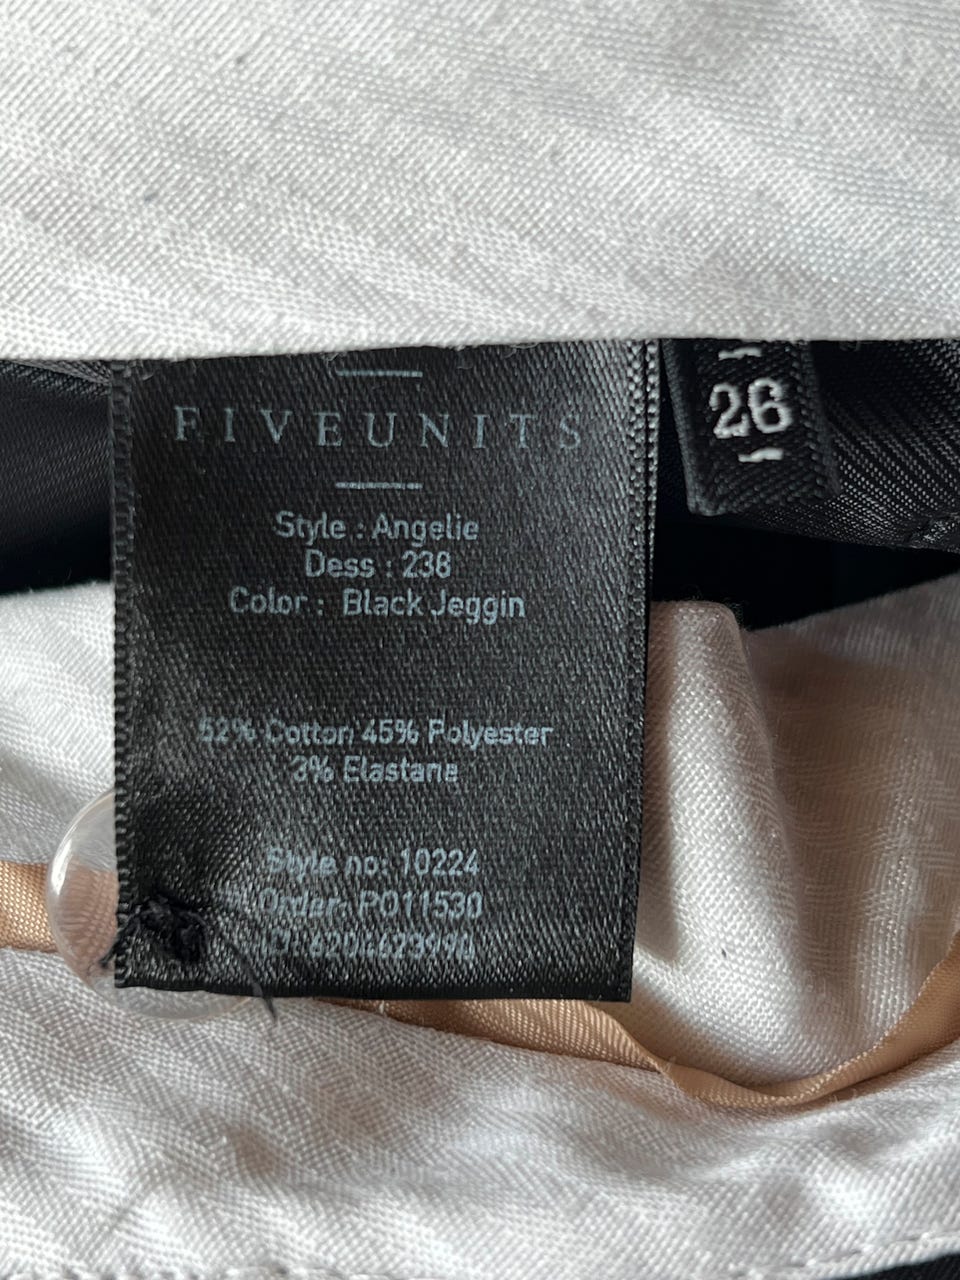 FIVEUNITS
Style : Angelie
Dess : 238
Color : Black Jeggin
52% Cotton 45% Polyester
3% Elastane
Style no: 10224
Order: PO11530
26